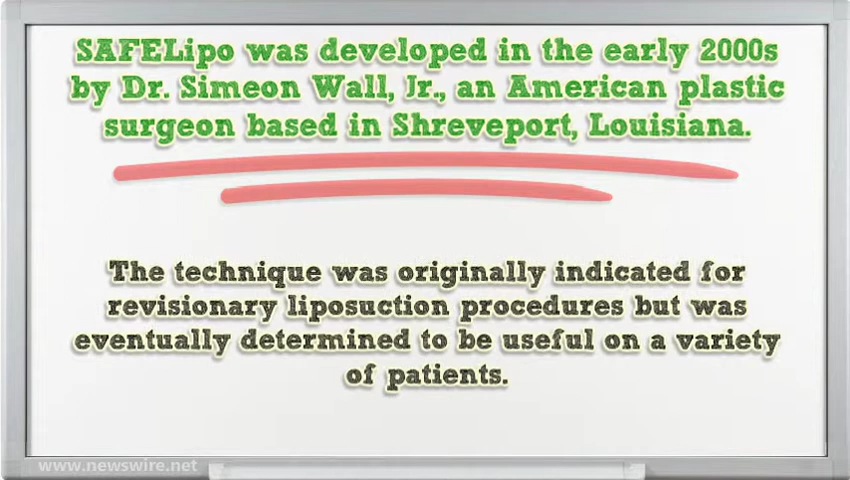 SAFELipo was developed in the early 2000s
by Dr. Simeon Wall, Jr., an American plastic
surgeon based in Shreveport, Louisiana.
The technique was originally indicated for
revisionary liposuction procedures but was
eventually determined to be useful on a variety
of patients.
www.newswire.net